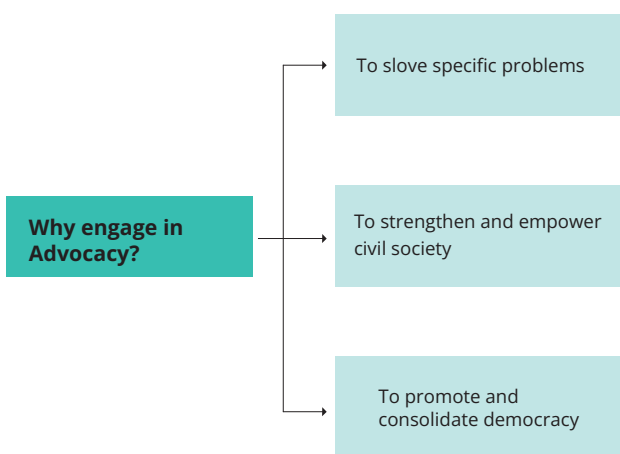 Why engage in
Advocacy?
To slove specific problems
To strengthen and empower
civil society
To promote and
consolidate democracy